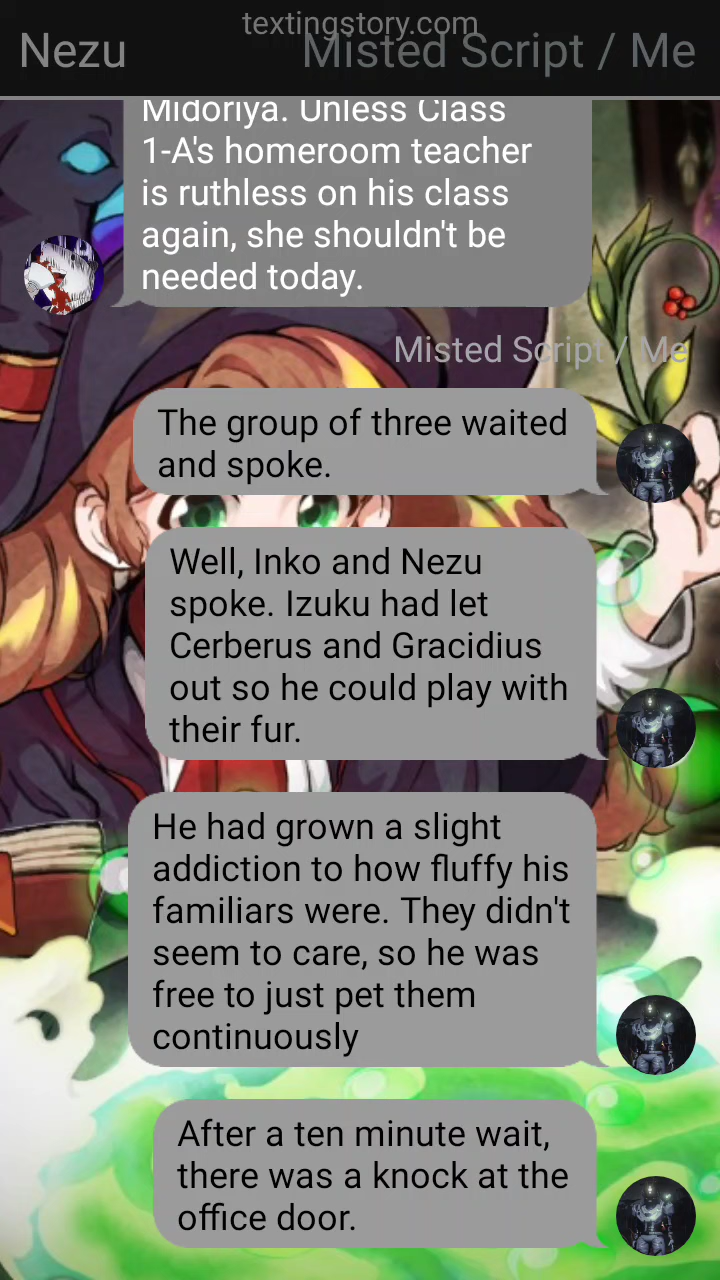 textingstory.com
Nezu
Misted Script / Me
Midoriya. Unless Class
1-A's homeroom teacher
is ruthless on his class
again, she shouldn't be
needed today.
Misted Script / Me
The group of three waited
and spoke.
Well, Inko and Nezu
spoke. Izuku had let
Cerberus and Gracidius
out so he could play with
their fur.
He had grown a slight
addiction to how fluffy his
familiars were. They didn't
seem to care, so he was
free to just pet them
continuously
After a ten minute wait,
there was a knock at the
office door.